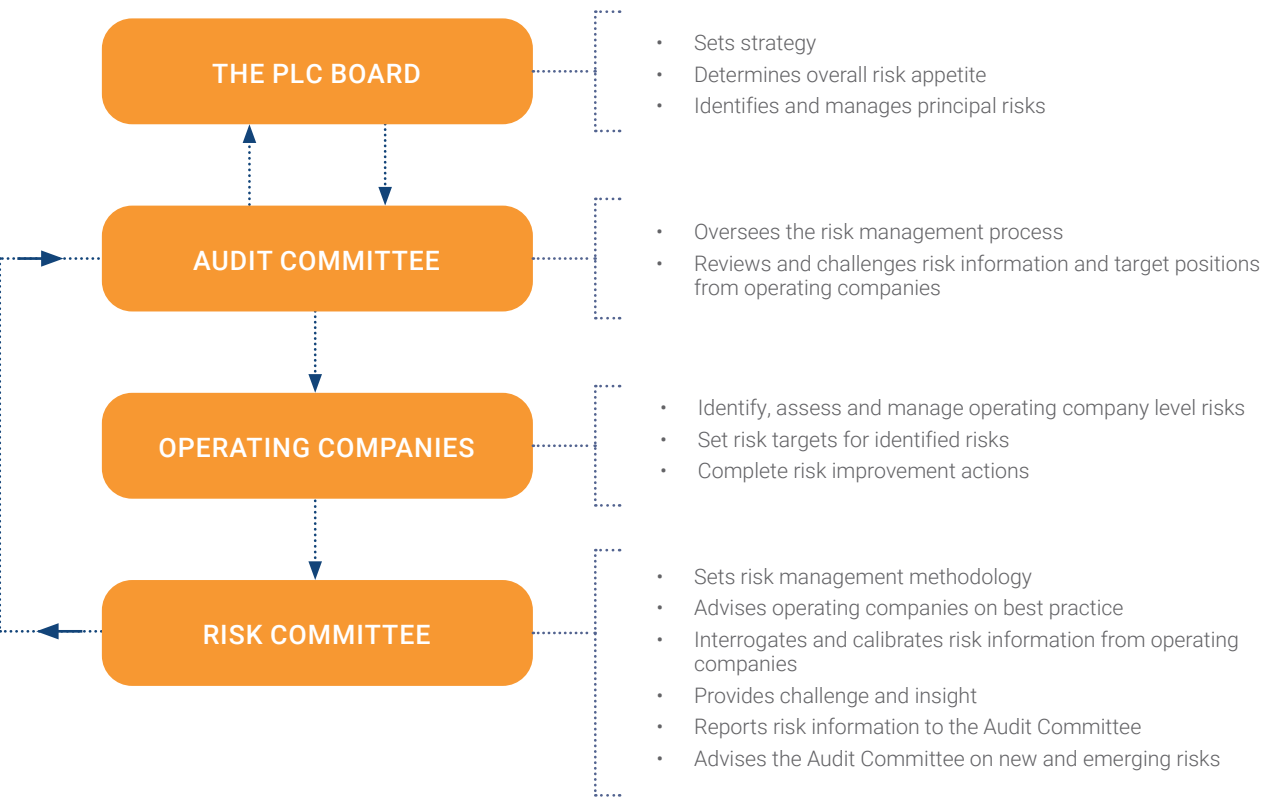 THE PLC BOARD
• Sets strategy
• Determines overall risk appetite
• Identifies and manages principal risks
AUDIT COMMITTEE
• Oversees the risk management process
• Reviews and challenges risk information and target positions
from operating companies
OPERATING COMPANIES
• Identify, assess and manage operating company level risks
• Set risk targets for identified risks
• Complete risk improvement actions
RISK COMMITTEE
• Sets risk management methodology
• Advises operating companies on best practice
• Interrogates and calibrates risk information from operating
companies
• Provides challenge and insight
• Reports risk information to the Audit Committee
• Advises the Audit Committee on new and emerging risks